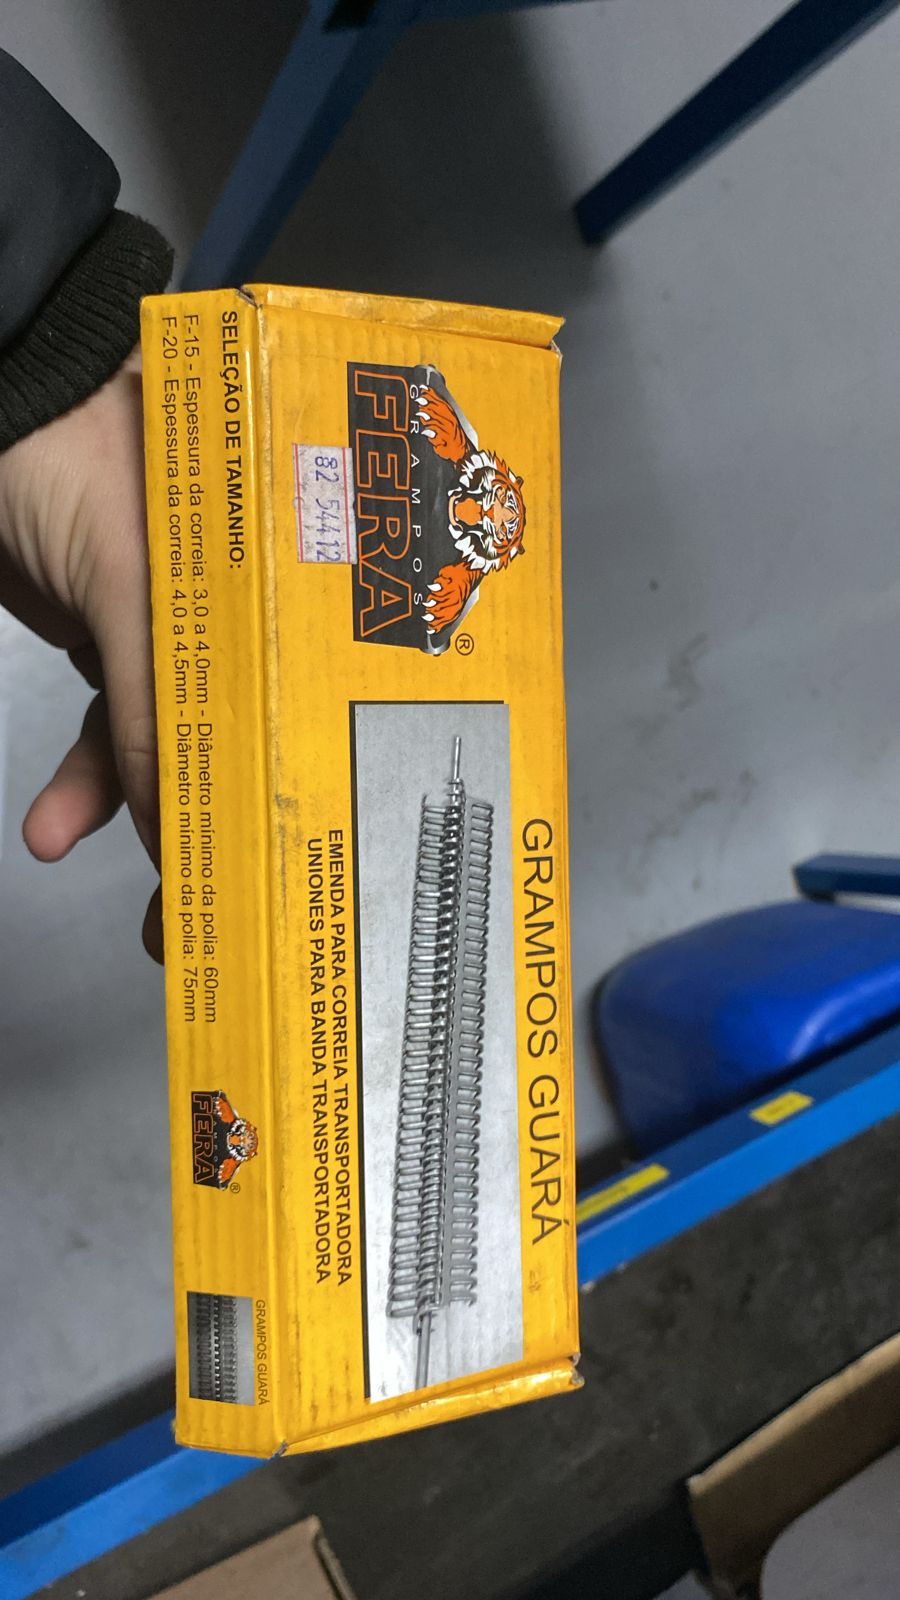 GRAMPOS
FERA
®
82 54412
GRAMPOS GUARÁ
EMENDA PARA CORREIA TRANSPORTADORA
UNIONES PARA BANDA TRANSPORTADORA
SELEÇÃO DE TAMANHO:
F-15 - Espessura da correia: 3,0 a 4,0mm - Diâmetro mínimo da polia: 60mm
F-20 - Espessura da correia: 4,0 a 4,5mm - Diâmetro mínimo da polia: 75mm
FERA
®
GRAMPOS GUARÁ